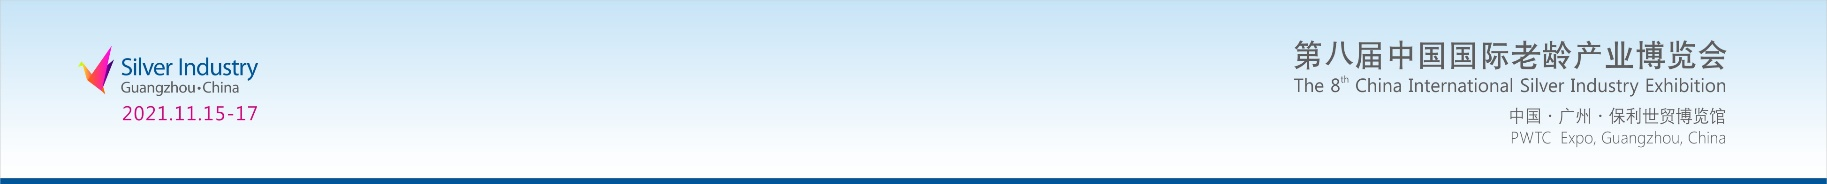 Silver Industry
Guangzhou·China
2021.11.15-17
第八届中国国际老龄产业博览会
The 8th China International Silver Industry Exhibition
中国·广州·保利世贸博览馆
PWTC Expo, Guangzhou, China